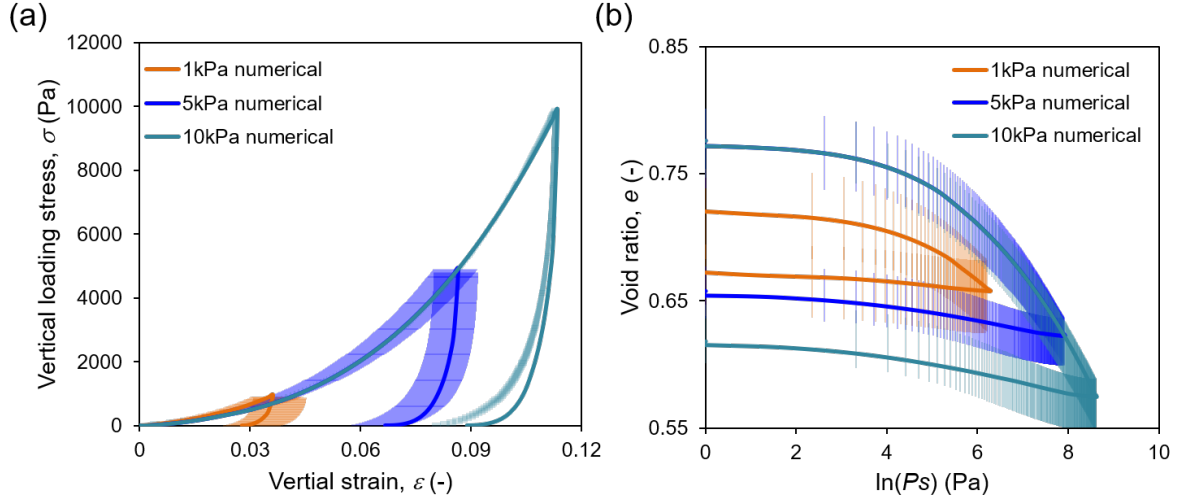 (a)
12000
10000
8000
6000
4000
2000
0
Vertical loading stress, σ (Pa)
1kPa numerical
5kPa numerical
10kPa numerical
0
0.03
0.06
0.09
0.12
Vertial strain, ε (-)
(b)
0.85
0.75
0.65
0.55
Void ratio, e (-)
1kPa numerical
5kPa numerical
10kPa numerical
0
2
4
6
8
10
ln(Ps) (Pa)